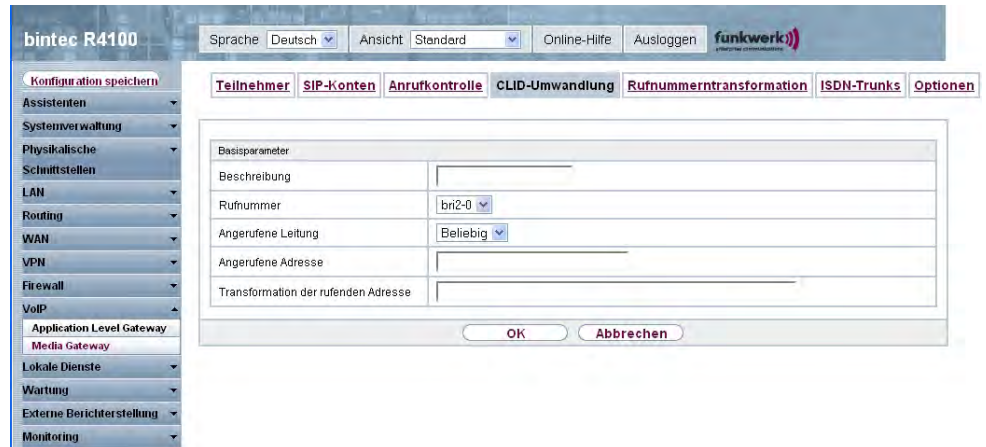 bintec R4100
Sprache Deutsch Ansicht Standard Online-Hilfe Ausloggen funkwerk
enterprise communications
Konfiguration speichern
Teilnehmer SIP-Konten Anrufkontrolle CLID-Umwandlung Rufnummerntransformation ISDN-Trunks Optionen
Assistenten
Systemverwaltung
Physikalische
Schnittstellen
LAN
Routing
WAN
VPN
Firewall
VoIP
Application Level Gateway
Media Gateway
Lokale Dienste
Wartung
Externe Berichterstellung
Monitoring
Basisparameter
Beschreibung
Rufnummer bri2-0
Angerufene Leitung Beliebig
Angerufene Adresse
Transformation der rufenden Adresse
OK Abbrechen